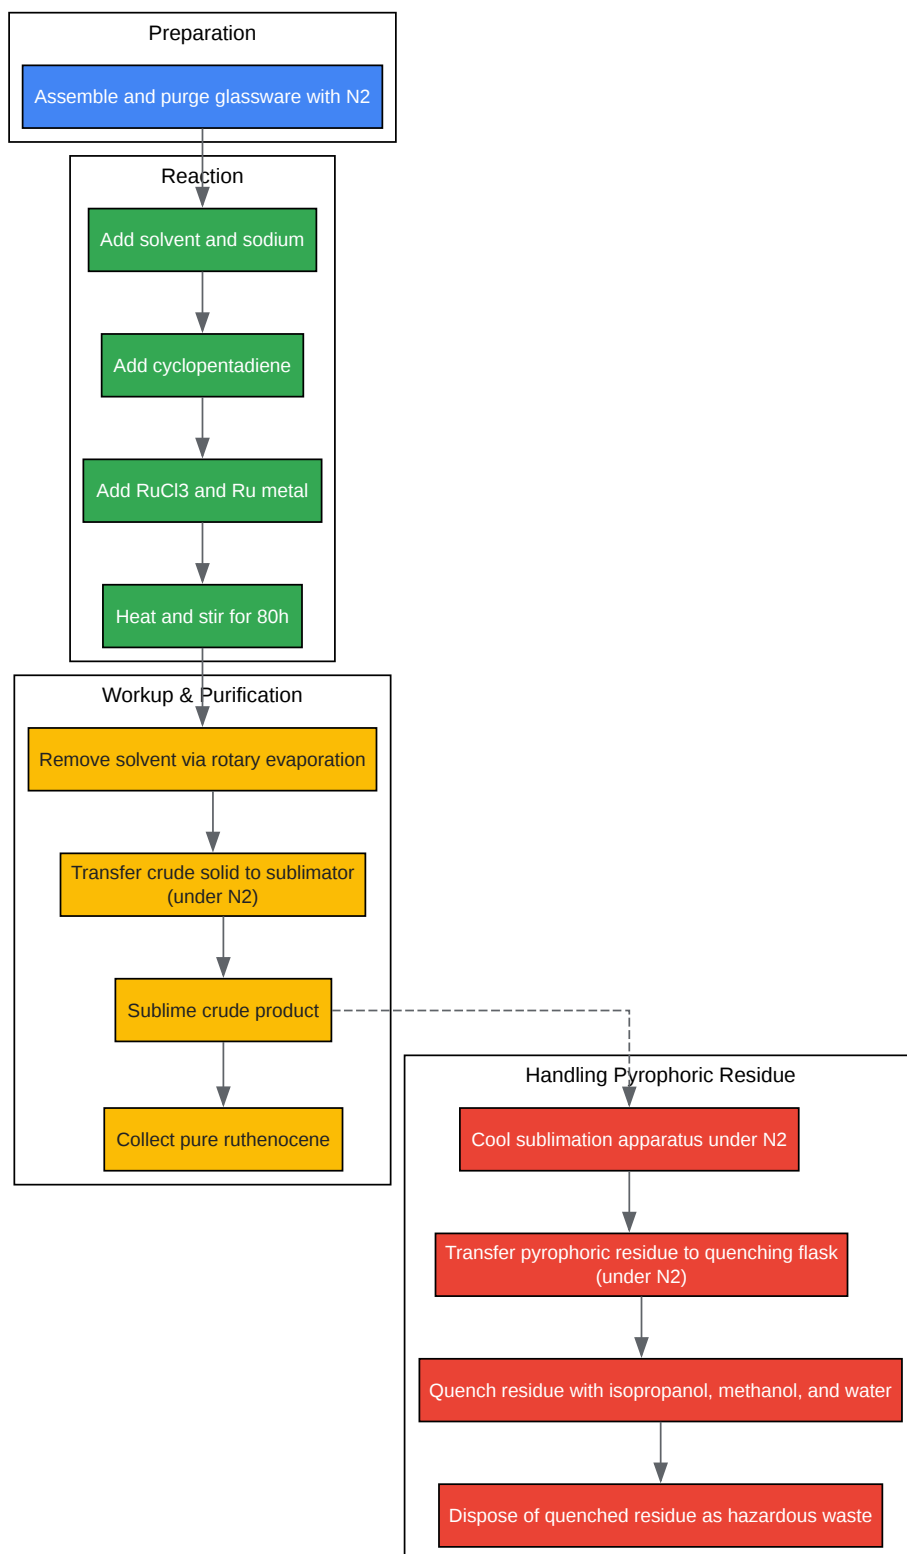 Preparation
Assemble and purge glassware with N2
Reaction
Add solvent and sodium
Add cyclopentadiene
Add RuCl3 and Ru metal
Heat and stir for 80h
Workup & Purification
Remove solvent via rotary evaporation
Transfer crude solid to sublimator
(under N2)
Sublime crude product
Collect pure ruthenocene
Handling Pyrophoric Residue
Cool sublimation apparatus under N2
Transfer pyrophoric residue to quenching flask
(under N2)
Quench residue with isopropanol, methanol, and water
Dispose of quenched residue as hazardous waste